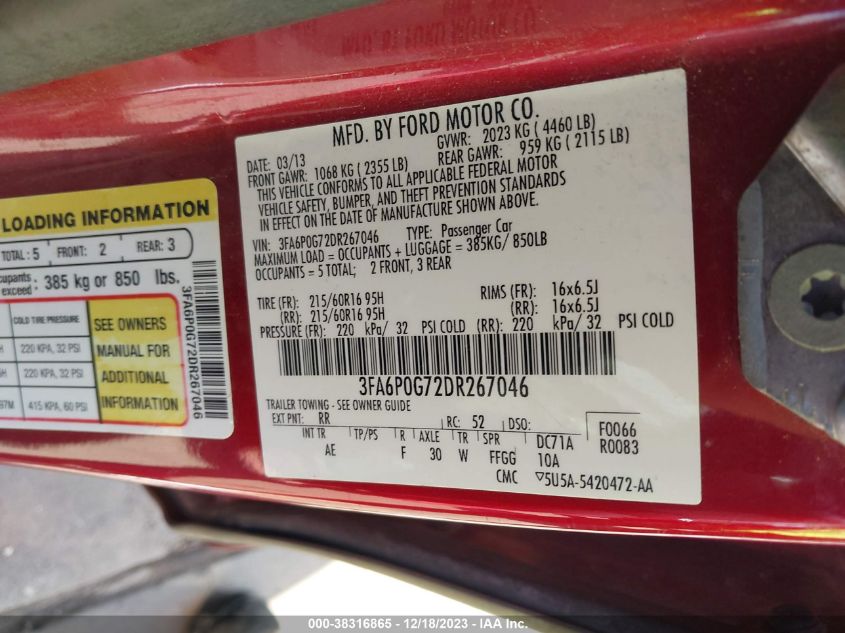 MFD. BY FORD MOTOR CO.
DATE: 03/13 GVWR: 2023 KG ( 4460 LB)
FRONT GAWR: 1068 KG ( 2355 LB) REAR GAWR: 959 KG ( 2115 LB)
THIS VEHICLE CONFORMS TO ALL APPLICABLE FEDERAL MOTOR
VEHICLE SAFETY, BUMPER, AND THEFT PREVENTION STANDARDS
IN EFFECT ON THE DATE OF MANUFACTURE SHOWN ABOVE.
VIN: 3FA6P0G72DR267046 TYPE: Passenger Car
MAXIMUM LOAD = OCCUPANTS + LUGGAGE = 385KG/ 850LB
OCCUPANTS = 5 TOTAL; 2 FRONT, 3 REAR
TIRE (FR): 215/60R16 95H RIMS (FR): 16x6.5J
(RR): 215/60R16 95H (RR): 16x6.5J
PRESSURE (FR): 220 kPa/ 32 PSI COLD (RR): 220 kPa/ 32 PSI COLD
3FA6P0G72DR267046
TRAILER TOWING - SEE OWNER GUIDE
EXT PNT: RR RC: 52 DSO: F0066
INT TR TP/PS R AXLE TR SPR DC71A R0083
AE F 30 W FFGG 10A
CMC ▽5U5A-5420472-AA
LOADING INFORMATION
TOTAL: 5 FRONT: 2 REAR: 3
385 kg or 850 lbs.
exceed:
COLD TIRE PRESSURE
220 KPA, 32 PSI
220 KPA, 32 PSI
97M 415 KPA, 60 PSI
SEE OWNERS
MANUAL FOR
ADDITIONAL
INFORMATION
3FA6P0G72DR267046
000-38316865 - 12/18/2023 - IAA Inc.